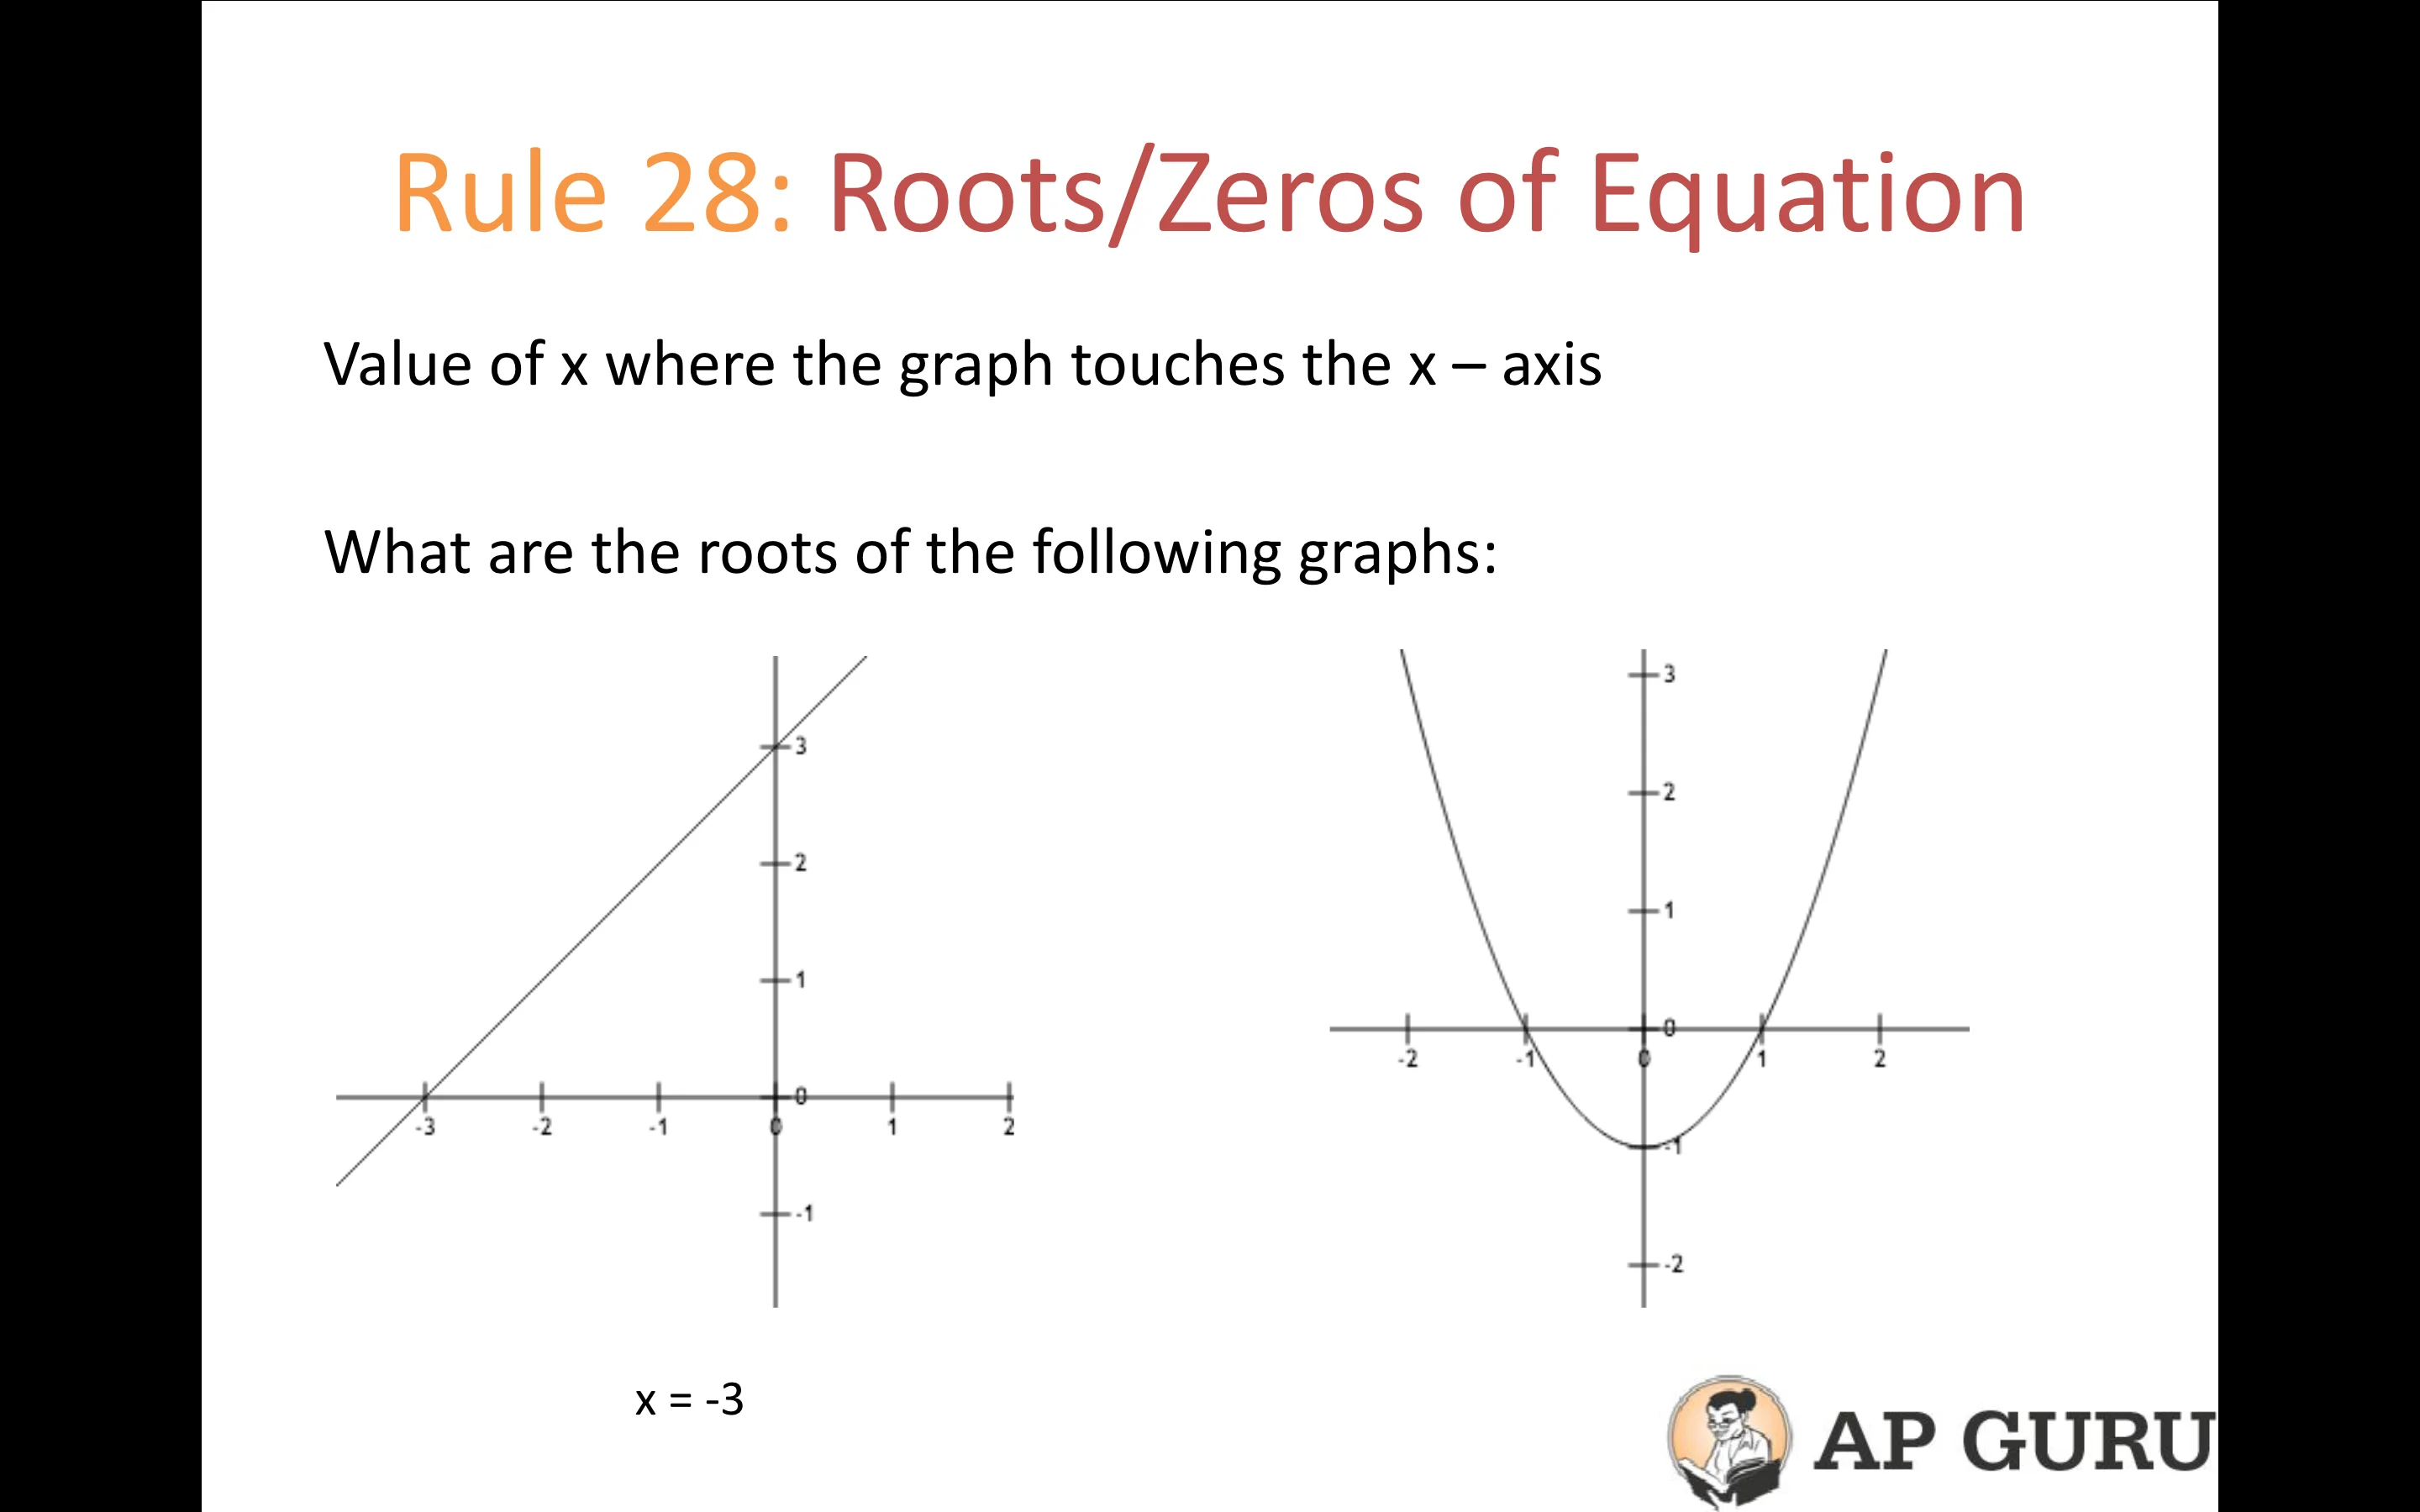 Rule 28: Roots/Zeros of Equation
Value of x where the graph touches the x – axis
What are the roots of the following graphs:
3
2
1
0
-3 -2 -1 0 1 2
-1
3
2
1
0
-2 -1 0 1 2
-1
-2
x = -3
AP GURU